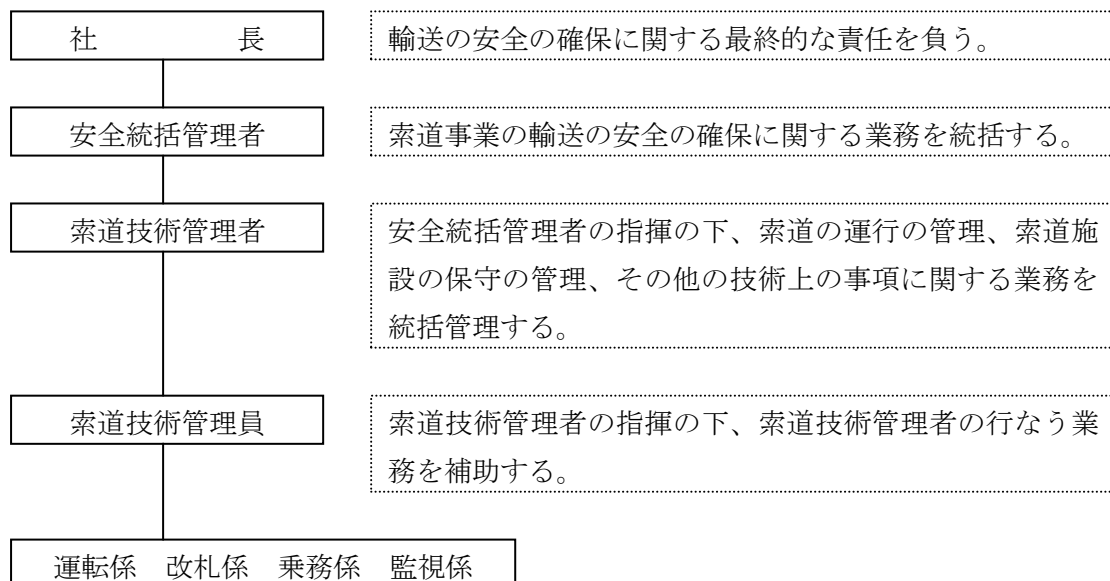 社　　　　　長
輸送の安全の確保に関する最終的な責任を負う。
安全統括管理者
索道事業の輸送の安全の確保に関する業務を統括する。
索道技術管理者
安全統括管理者の指揮の下、索道の運行の管理、索道施
設の保守の管理、その他の技術上の事項に関する業務を
統括管理する。
索道技術管理員
索道技術管理者の指揮の下、索道技術管理者の行なう業
務を補助する。
運転係　改札係　乗務係　監視係